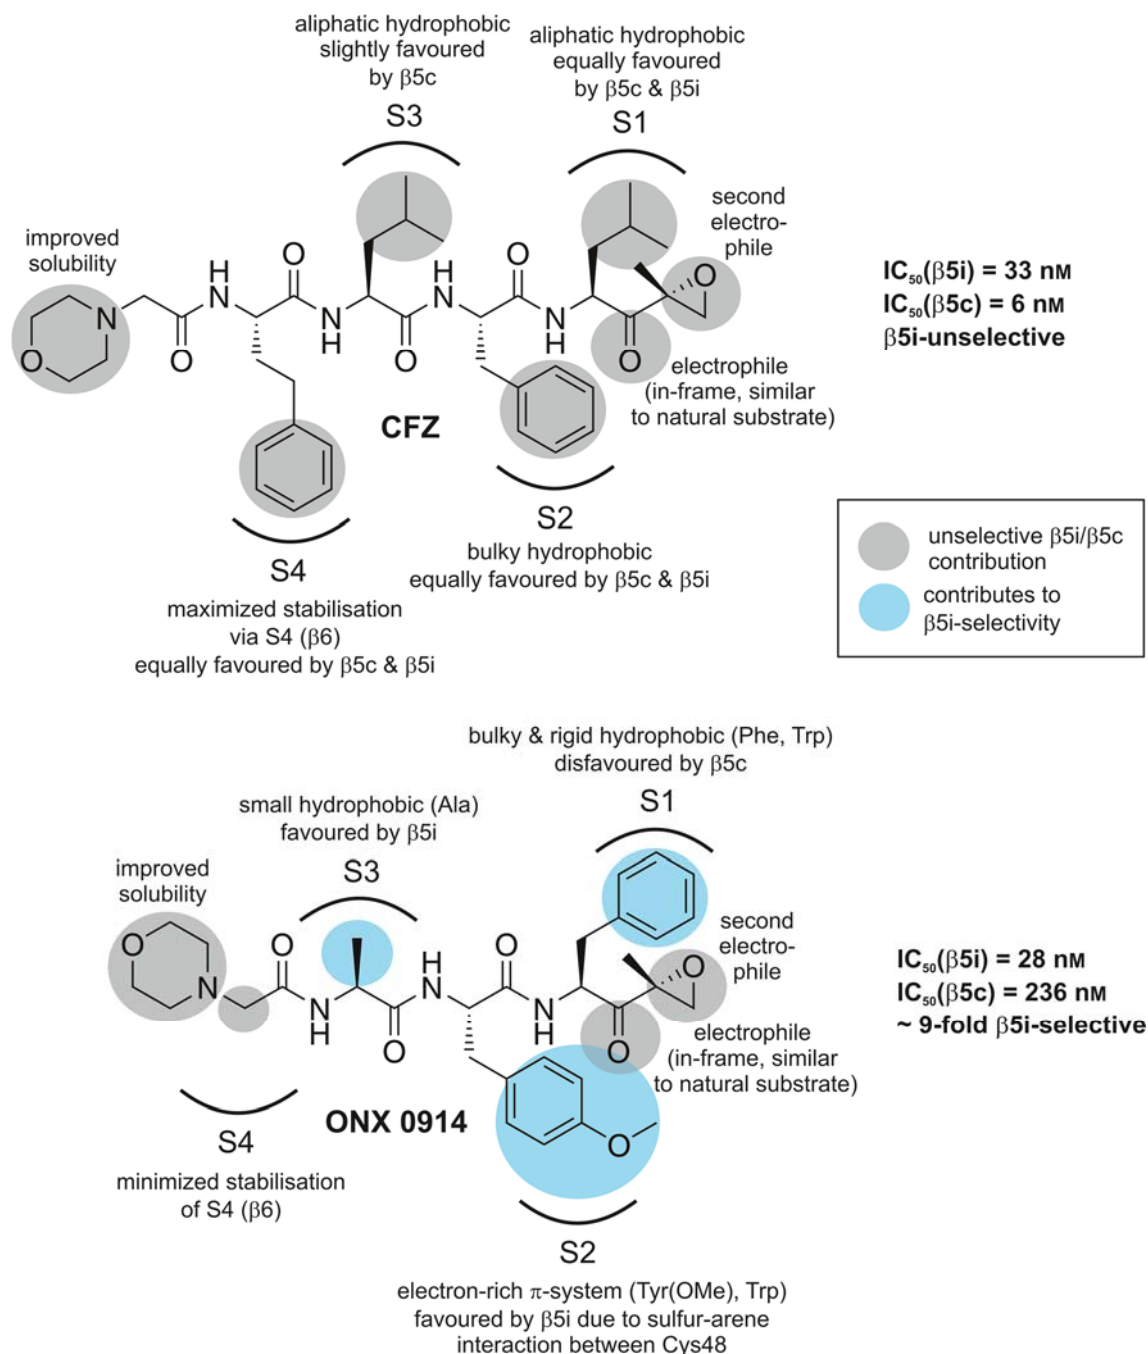 aliphatic hydrophobic
slightly favoured
by β5c
S3
aliphatic hydrophobic
equally favoured
by β5c & β5i
S1
second
electro-
phile
improved
solubility
O
N
O
H
N
O
N
H
O
H
N
O
N
H
O
O
electrophile
(in-frame, similar
to natural substrate)
CFZ
IC₅₀(β5i) = 33 nM
IC₅₀(β5c) = 6 nM
β5i-unselective
S4
maximized stabilisation
via S4 (β6)
equally favoured by β5c & β5i
S2
bulky hydrophobic
equally favoured by β5c & β5i
unselective β5i/β5c
contribution
contributes to
β5i-selectivity
bulky & rigid hydrophobic (Phe, Trp)
disfavoured by β5c
S1
small hydrophobic (Ala)
favoured by β5i
S3
improved
solubility
second
electro-
phile
O
N
O
N
H
O
H
N
O
N
H
O
O
O
electrophile
(in-frame, similar
to natural substrate)
ONX 0914
IC₅₀(β5i) = 28 nM
IC₅₀(β5c) = 236 nM
~ 9-fold β5i-selective
S4
minimized stabilisation
of S4 (β6)
S2
electron-rich π-system (Tyr(OMe), Trp)
favoured by β5i due to sulfur-arene
interaction between Cys48